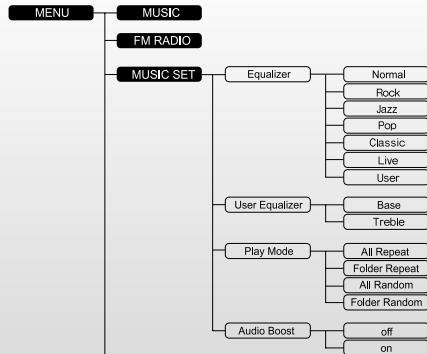 MENU MUSIC
FM RADIO
MUSIC SET Equalizer Normal
Rock
Jazz
Pop
Classic
Live
User
User Equalizer Base
Treble
Play Mode All Repeat
Folder Repeat
All Random
Folder Random
Audio Boost off
on